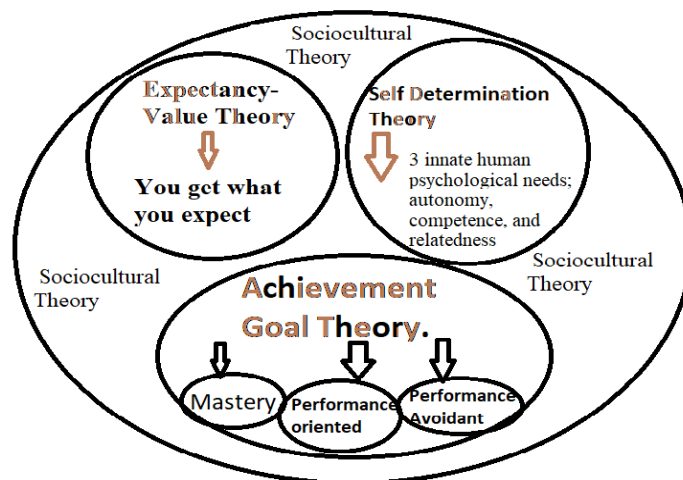 Sociocultural
Theory
Expectancy-
Value Theory
You get what
you expect
Self Determination
Theory
3 innate human
psychological needs;
autonomy,
competence, and
relatedness
Sociocultural
Theory
Sociocultural
Theory
Achievement
Goal Theory.
Mastery
Performance
oriented
Performance
Avoidant